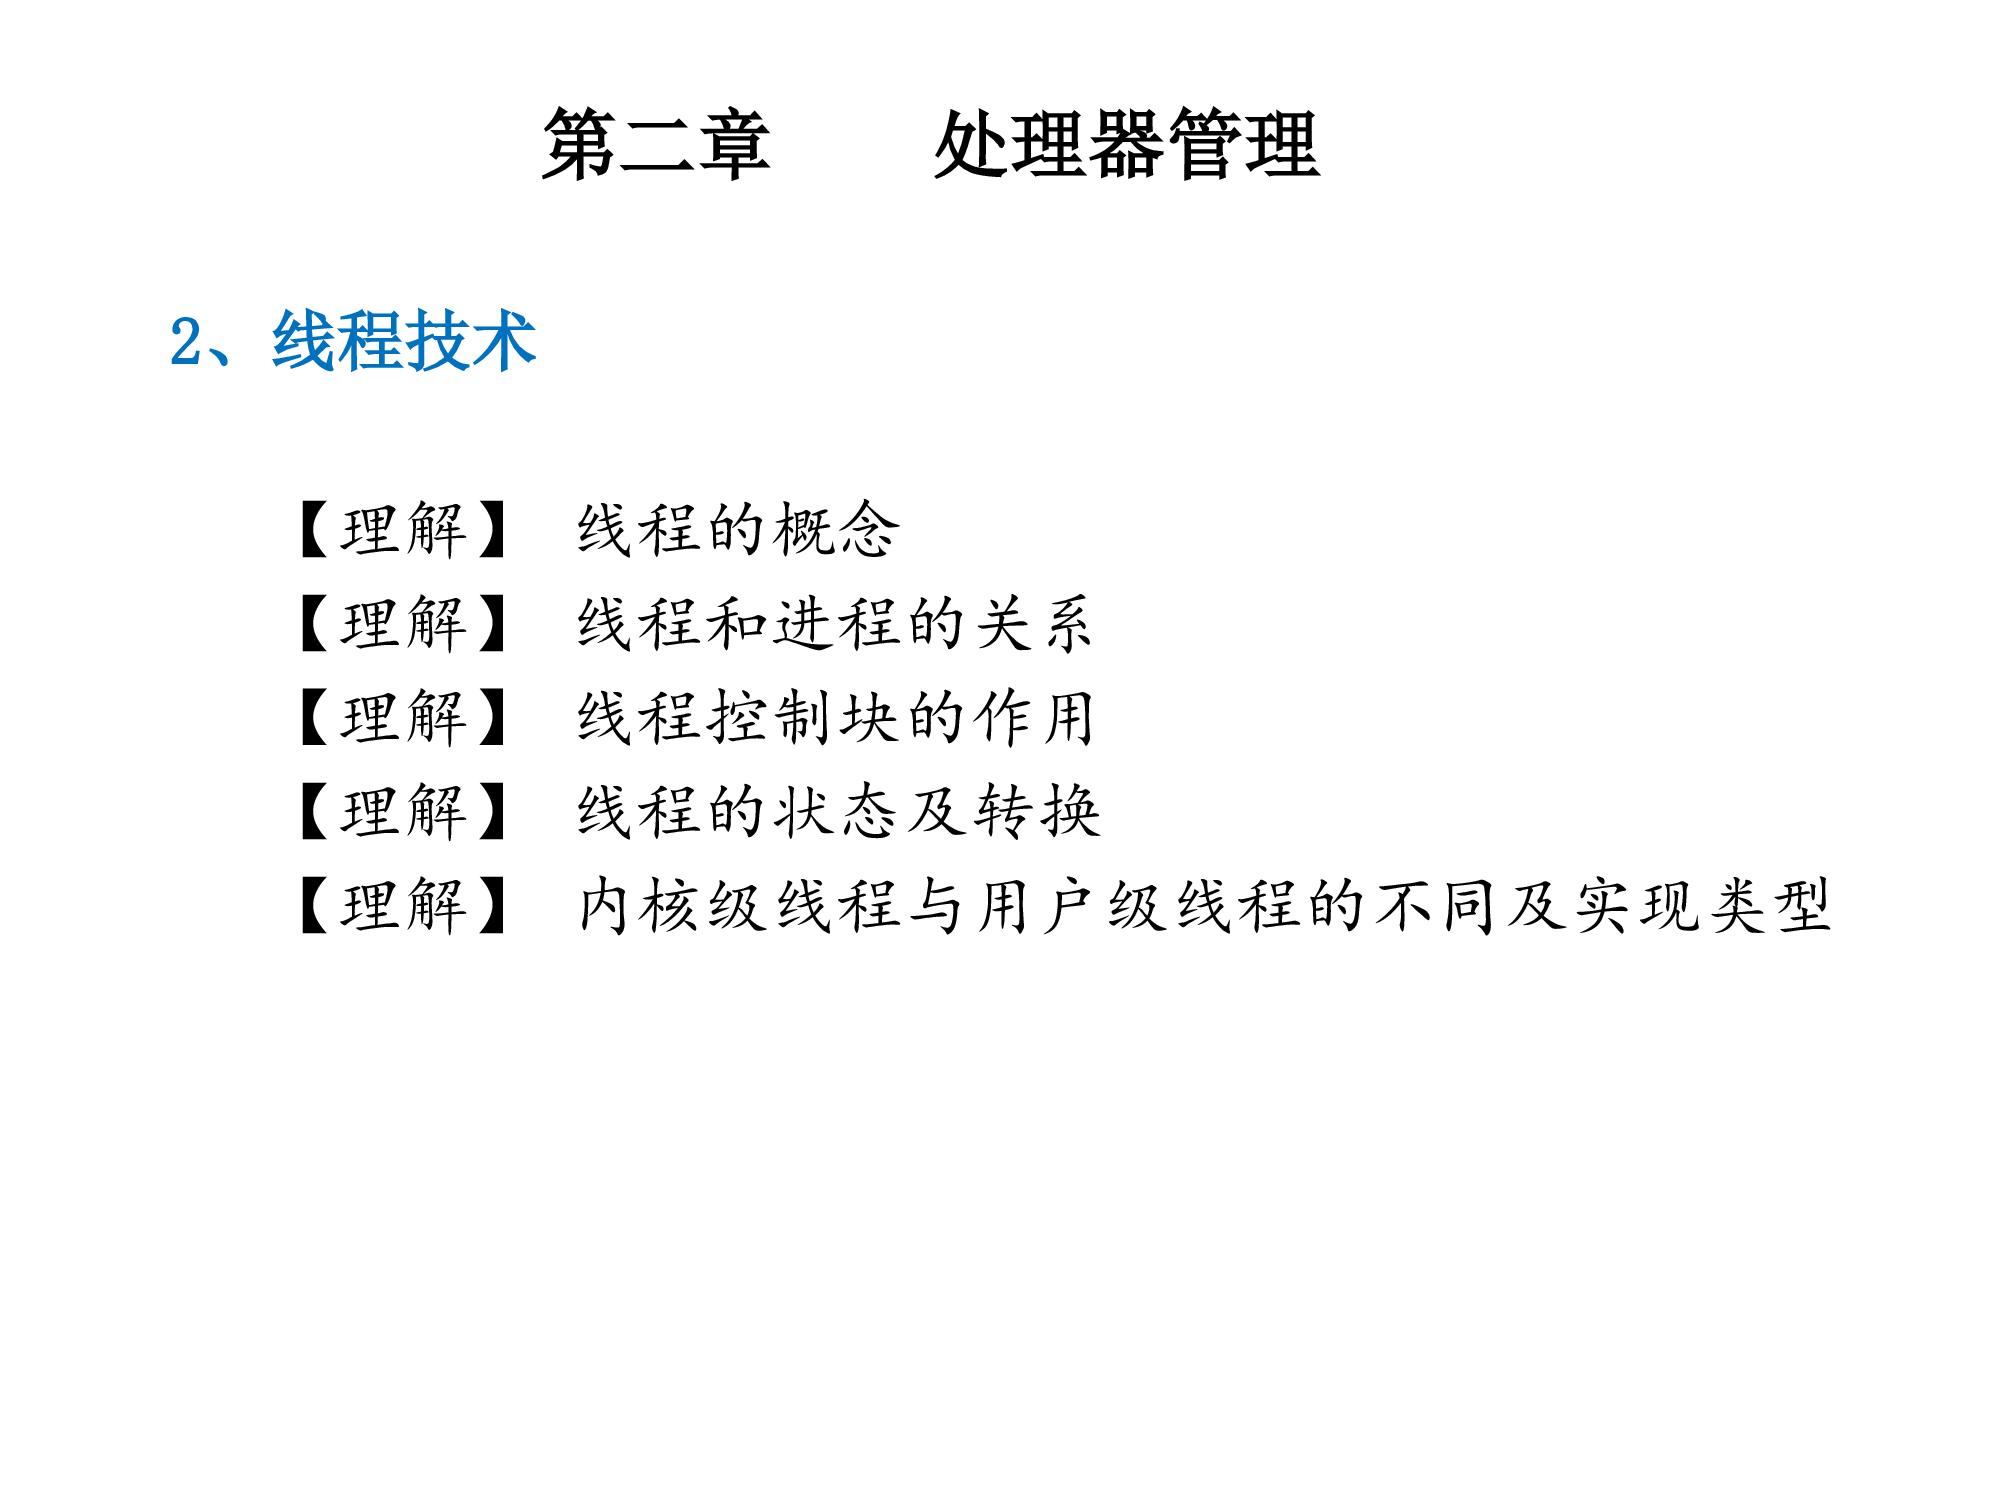 第二章　　处理器管理
2、线程技术
【理解】 线程的概念
【理解】 线程和进程的关系
【理解】 线程控制块的作用
【理解】 线程的状态及转换
【理解】 内核级线程与用户级线程的不同及实现类型